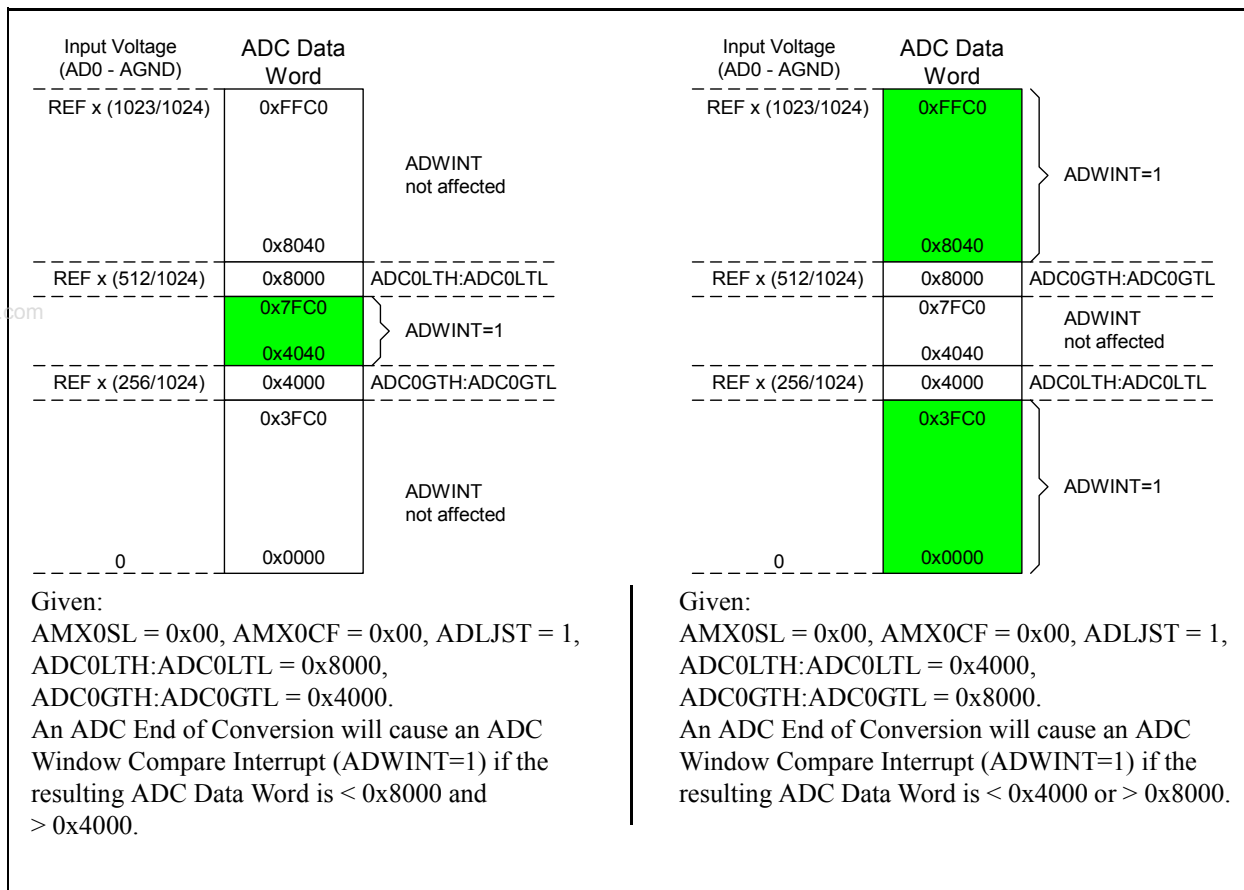 Input Voltage
(AD0 - AGND)
ADC Data
Word
REF x (1023/1024)
0xFFC0
ADWINT
not affected
0x8040
REF x (512/1024)
0x8000
ADC0LTH:ADC0LTL
0x7FC0
ADWINT=1
0x4040
REF x (256/1024)
0x4000
ADC0GTH:ADC0GTL
0x3FC0
ADWINT
not affected
0
0x0000
Given:
AMX0SL = 0x00, AMX0CF = 0x00, ADLJST = 1,
ADC0LTH:ADC0LTL = 0x8000,
ADC0GTH:ADC0GTL = 0x4000.
An ADC End of Conversion will cause an ADC
Window Compare Interrupt (ADWINT=1) if the
resulting ADC Data Word is < 0x8000 and
> 0x4000.
Input Voltage
(AD0 - AGND)
ADC Data
Word
REF x (1023/1024)
0xFFC0
ADWINT=1
0x8040
REF x (512/1024)
0x8000
ADC0GTH:ADC0GTL
0x7FC0
ADWINT
not affected
0x4040
REF x (256/1024)
0x4000
ADC0LTH:ADC0LTL
0x3FC0
ADWINT=1
0
0x0000
Given:
AMX0SL = 0x00, AMX0CF = 0x00, ADLJST = 1,
ADC0LTH:ADC0LTL = 0x4000,
ADC0GTH:ADC0GTL = 0x8000.
An ADC End of Conversion will cause an ADC
Window Compare Interrupt (ADWINT=1) if the
resulting ADC Data Word is < 0x4000 or > 0x8000.
.com